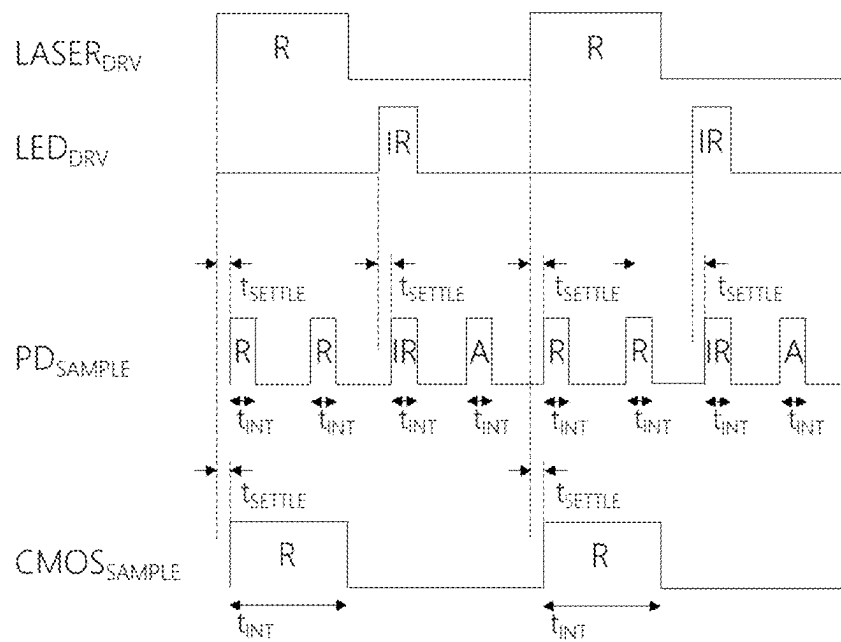 LASER_DRV R R
LED_DRV IR IR
t_SETTLE t_SETTLE t_SETTLE t_SETTLE
PD_SAMPLE R R IR A R R IR A
t_INT t_INT t_INT t_INT t_INT t_INT t_INT t_INT
t_SETTLE t_SETTLE
CMOS_SAMPLE R R
t_INT t_INT